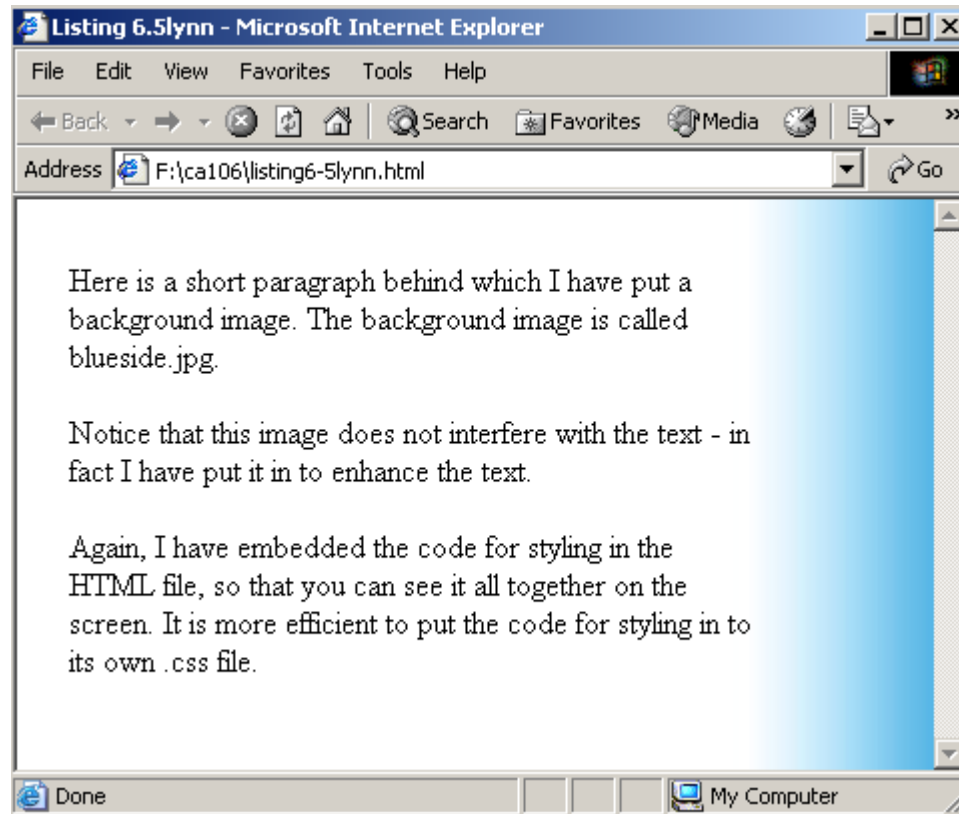 Listing 6.5lynn - Microsoft Internet Explorer
File Edit View Favorites Tools Help
Back Search Favorites Media »
Address F:\ca106\listing6-5lynn.html Go
Here is a short paragraph behind which I have put a
background image. The background image is called
blueside.jpg.
Notice that this image does not interfere with the text - in
fact I have put it in to enhance the text.
Again, I have embedded the code for styling in the
HTML file, so that you can see it all together on the
screen. It is more efficient to put the code for styling in to
its own .css file.
Done My Computer